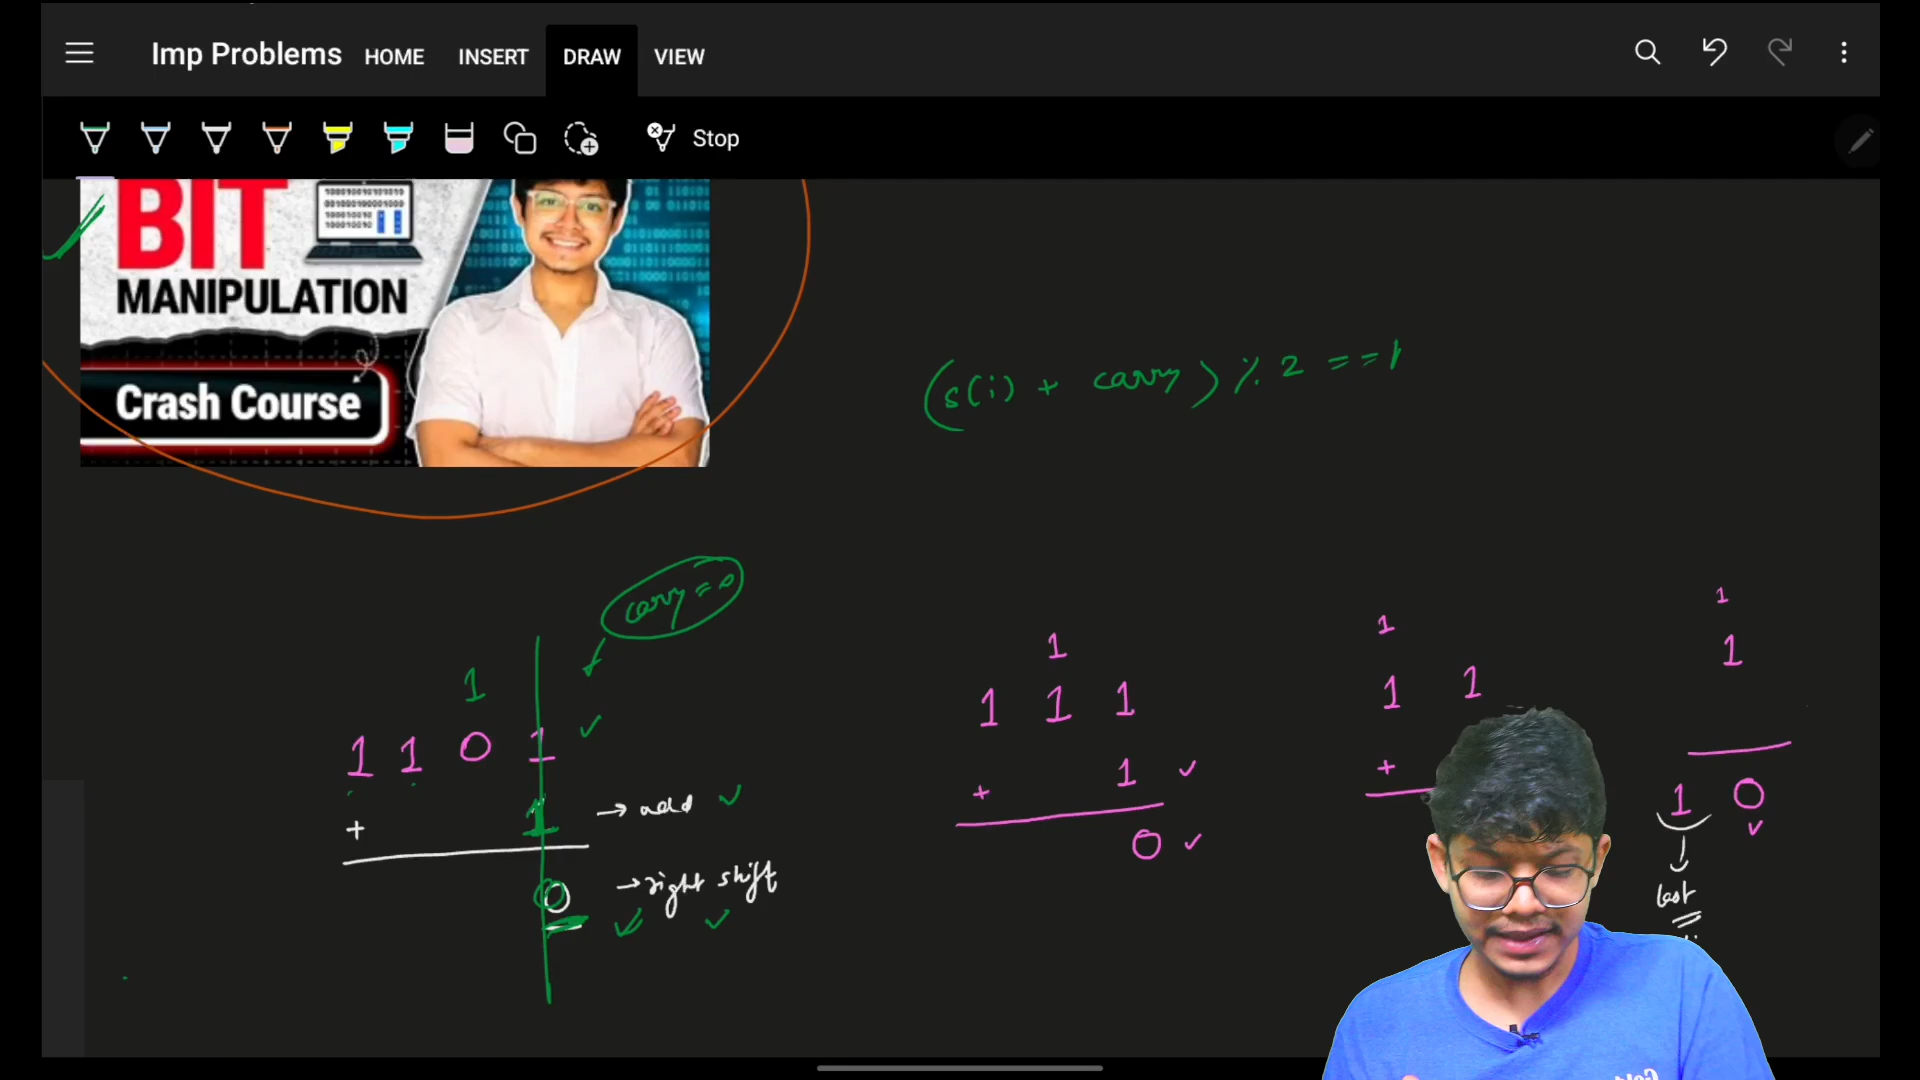 Imp Problems HOME INSERT DRAW VIEW
Stop
BIT
MANIPULATION
Crash Course
(s(i) + carry) % 2 == 1
carry = 0
1
1 1 0 1
+ 1 → add
0 → right shift
1
1 1 1
+ 1
0
1
1 1
+
1
1
1 0
last